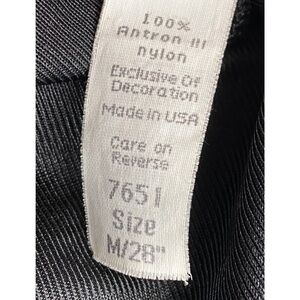 100%
Antron III
nylon
Exclusive Of
Decoration
Made in USA
Care on
Reverse
7651
Size
M/28"